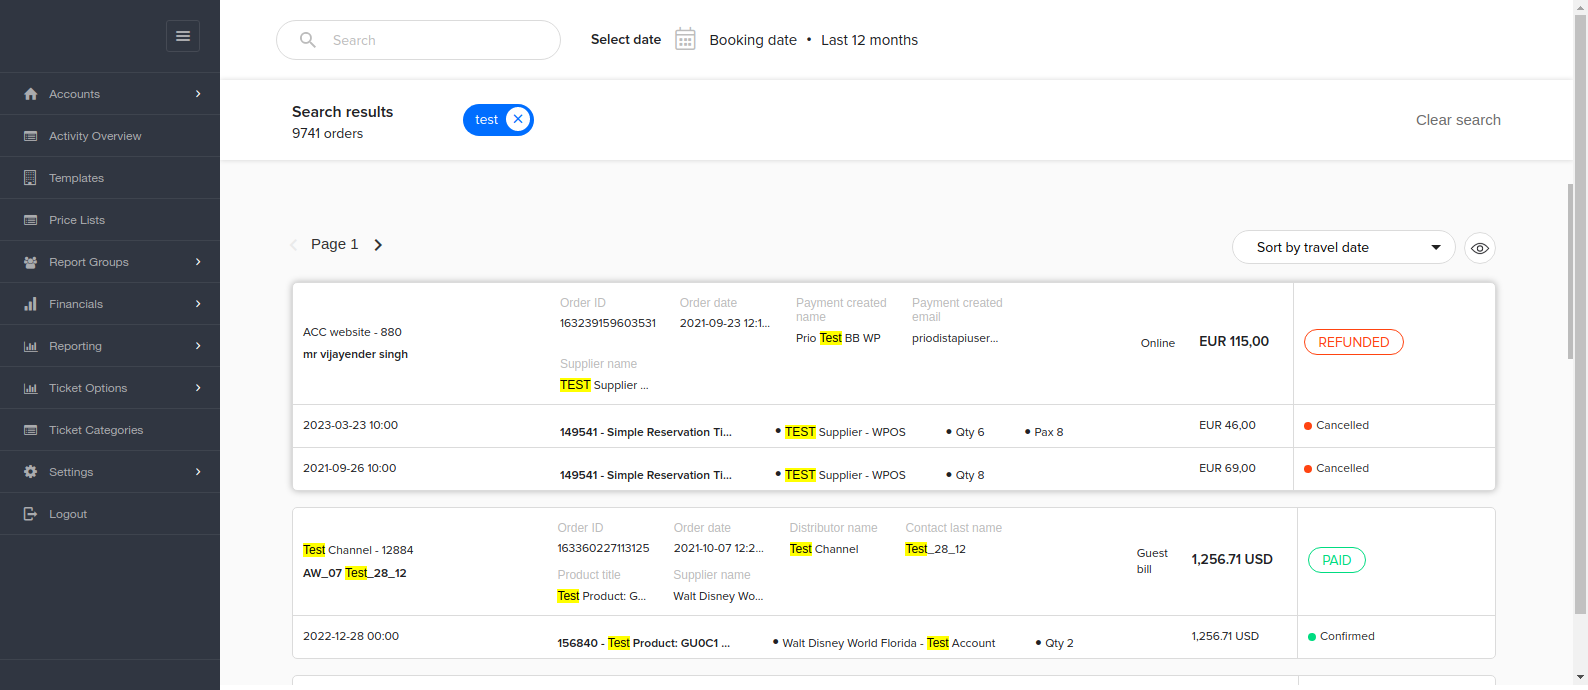 Search
Select date
Booking date • Last 12 months
Accounts
Activity Overview
Templates
Price Lists
Report Groups
Financials
Reporting
Ticket Options
Ticket Categories
Settings
Logout
Search results
9741 orders
test
Clear search
Page 1
Sort by travel date
ACC website - 880
mr vijayender singh
Order ID
163239159603531
Order date
2021-09-23 12:1...
Payment created name
Prio Test BB WP
Payment created email
priodistapiuser...
Supplier name
TEST Supplier ...
Online
EUR 115,00
REFUNDED
2023-03-23 10:00
149541 - Simple Reservation Ti...
• TEST Supplier - WPOS
• Qty 6
• Pax 8
EUR 46,00
Cancelled
2021-09-26 10:00
149541 - Simple Reservation Ti...
• TEST Supplier - WPOS
• Qty 8
EUR 69,00
Cancelled
Test Channel - 12884
AW_07 Test_28_12
Order ID
163360227113125
Order date
2021-10-07 12:2...
Distributor name
Test Channel
Contact last name
Test_28_12
Product title
Test Product: G...
Supplier name
Walt Disney Wo...
Guest bill
1,256.71 USD
PAID
2022-12-28 00:00
156840 - Test Product: GU0C1 ...
• Walt Disney World Florida - Test Account
• Qty 2
1,256.71 USD
Confirmed